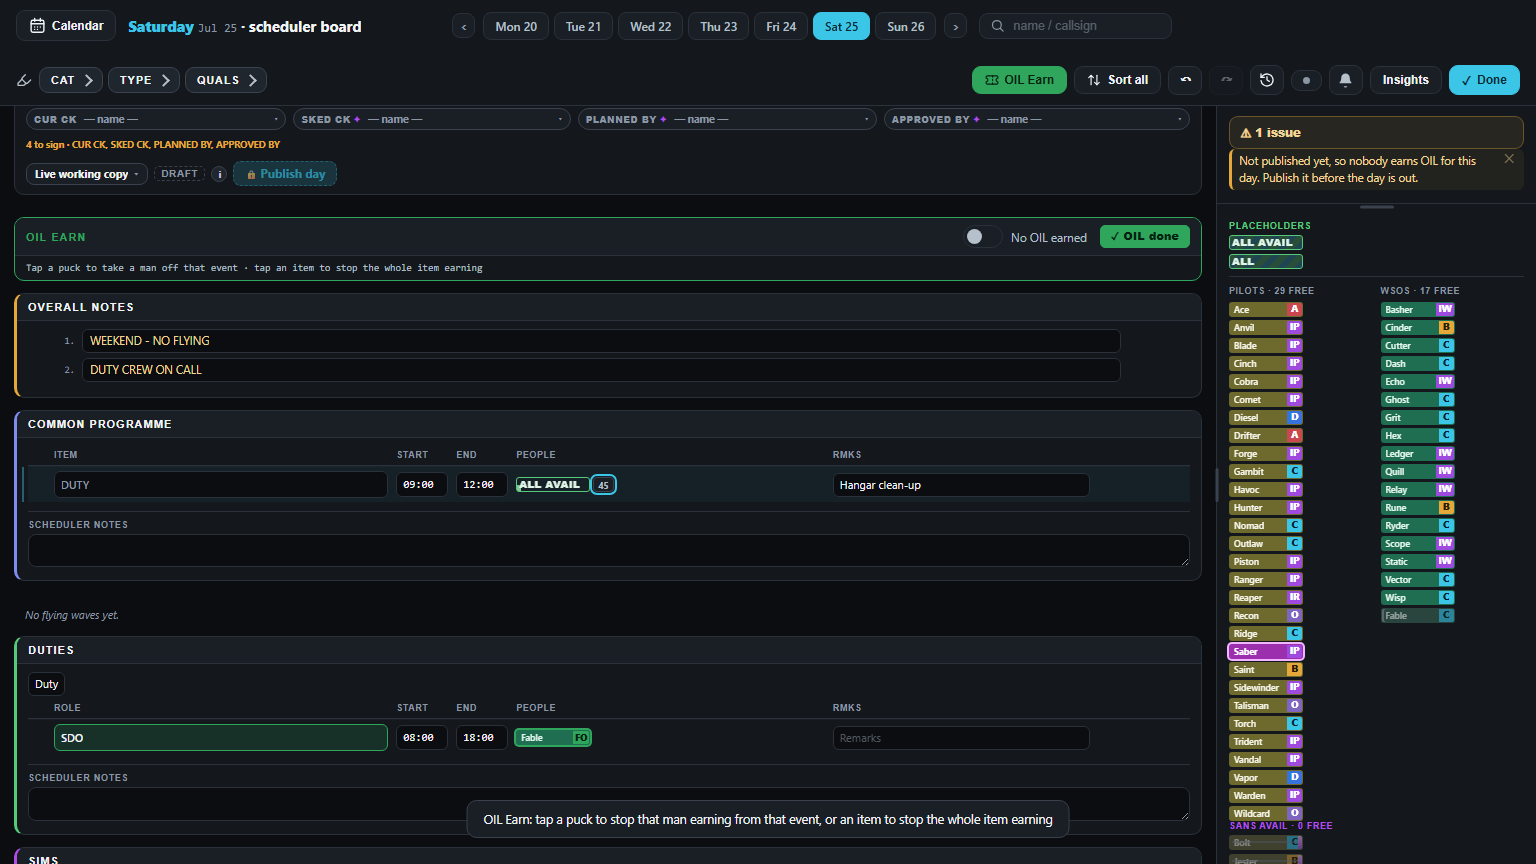 Calendar
Saturday Jul 25 · scheduler board
‹ Mon 20 Tue 21 Wed 22 Thu 23 Fri 24 Sat 25 Sun 26 ›
name / callsign
CAT TYPE QUALS
OIL Earn Sort all Insights ✓ Done
CUR CK — name — SKED CK ✦ — name — PLANNED BY ✦ — name — APPROVED BY ✦ — name —
4 to sign · CUR CK, SKED CK, PLANNED BY, APPROVED BY
Live working copy DRAFT i Publish day
OIL EARN No OIL earned ✓ OIL done
Tap a puck to take a man off that event · tap an item to stop the whole item earning
OVERALL NOTES
1. WEEKEND - NO FLYING
2. DUTY CREW ON CALL
COMMON PROGRAMME
ITEM START END PEOPLE RMKS
DUTY 09:00 12:00 ALL AVAIL 45 Hangar clean-up
SCHEDULER NOTES
No flying waves yet.
DUTIES
Duty
ROLE START END PEOPLE RMKS
SDO 08:00 18:00 Fable FO Remarks
SCHEDULER NOTES
OIL Earn: tap a puck to stop that man earning from that event, or an item to stop the whole item earning
SIMS
⚠ 1 issue
Not published yet, so nobody earns OIL for this
day. Publish it before the day is out.
PLACEHOLDERS
ALL AVAIL
ALL
PILOTS · 29 FREE
Ace A
Anvil IP
Blade IP
Cinch IP
Cobra IP
Comet IP
Diesel D
Drifter A
Forge IP
Gambit C
Havoc IP
Hunter IP
Nomad C
Outlaw C
Piston IP
Ranger IP
Reaper IR
Recon O
Ridge C
Saber IP
Saint B
Sidewinder IP
Talisman O
Torch C
Trident IP
Vandal IP
Vapor D
Warden IP
Wildcard O
WSOS · 17 FREE
Basher IW
Cinder B
Cutter C
Dash C
Echo IW
Ghost C
Grit C
Hex C
Ledger IW
Quill IW
Relay IW
Rune B
Ryder C
Scope IW
Static IW
Vector C
Wisp C
Fable C
SANS AVAIL · 0 FREE
Bolt C
Jester B